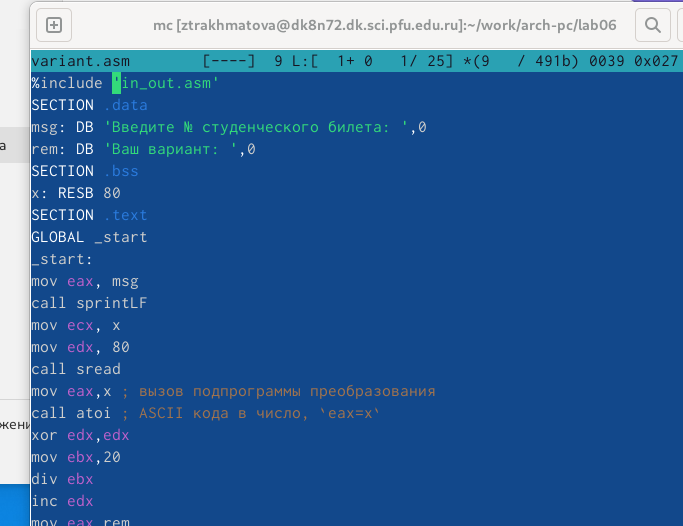 mc [ztrakhmatova@dk8n72.dk.sci.pfu.edu.ru]:~/work/arch-pc/lab06
variant.asm [----] 9 L:[ 1+ 0 1/ 25] *(9 / 491b) 0039 0x027
%include 'in_out.asm'
SECTION .data
msg: DB 'Введите № студенческого билета: ',0
rem: DB 'Ваш вариант: ',0
SECTION .bss
x: RESB 80
SECTION .text
GLOBAL _start
_start:
mov eax, msg
call sprintLF
mov ecx, x
mov edx, 80
call sread
mov eax,x ; вызов подпрограммы преобразования
call atoi ; ASCII кода в число, `eax=x`
xor edx,edx
mov ebx,20
div ebx
inc edx
mov eax,rem